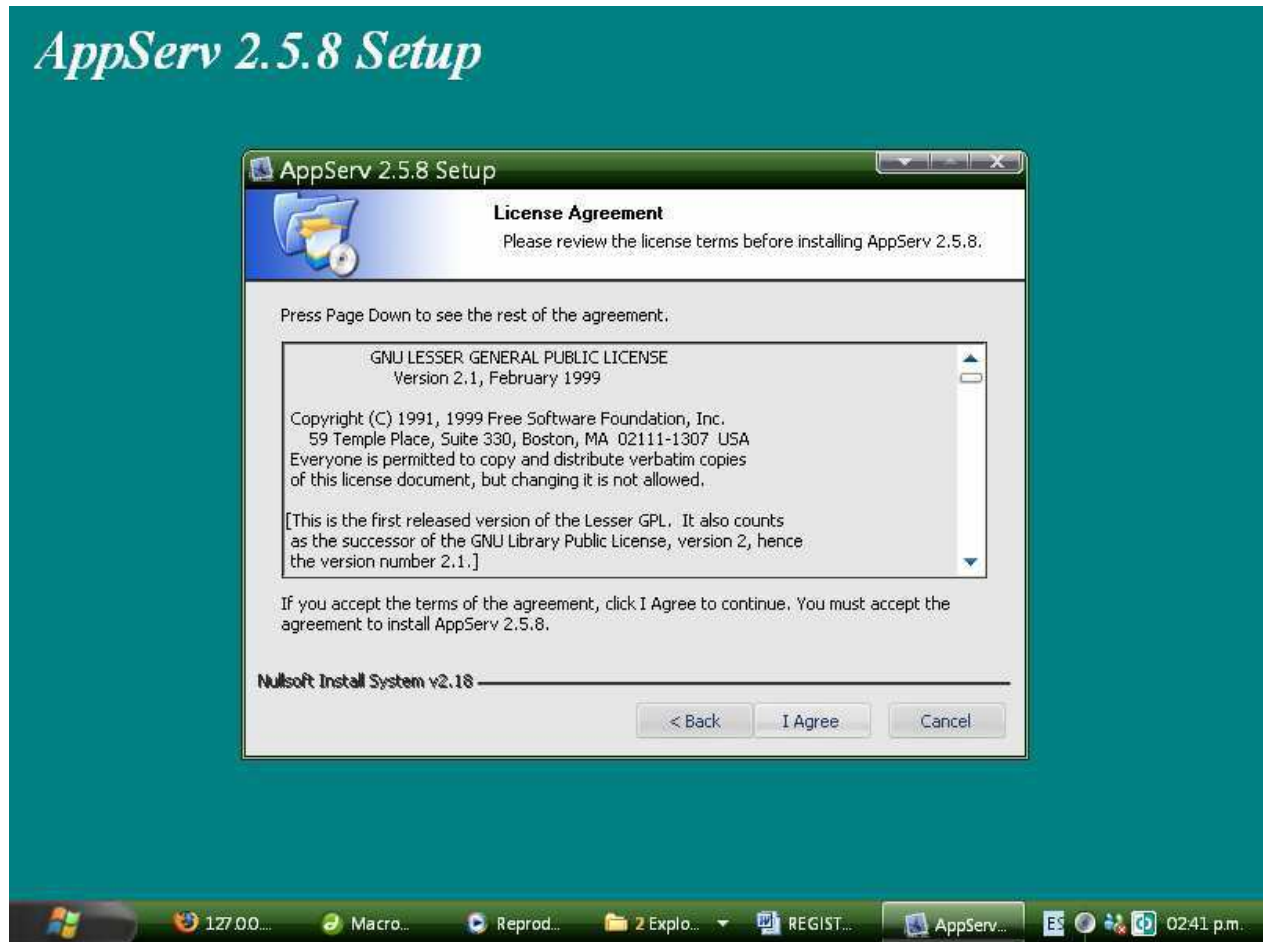 AppServ 2.5.8 Setup
AppServ 2.5.8 Setup
License Agreement
Please review the license terms before installing AppServ 2.5.8.
Press Page Down to see the rest of the agreement.
GNU LESSER GENERAL PUBLIC LICENSE
Version 2.1, February 1999
Copyright (C) 1991, 1999 Free Software Foundation, Inc.
59 Temple Place, Suite 330, Boston, MA 02111-1307 USA
Everyone is permitted to copy and distribute verbatim copies
of this license document, but changing it is not allowed.
[This is the first released version of the Lesser GPL. It also counts
as the successor of the GNU Library Public License, version 2, hence
the version number 2.1.]
If you accept the terms of the agreement, click I Agree to continue. You must accept the
agreement to install AppServ 2.5.8.
Nullsoft Install System v2.18
< Back I Agree Cancel
127.0.0... Macro... Reprod... 2 Explo... REGIST... AppServ... ES 02:41 p.m.